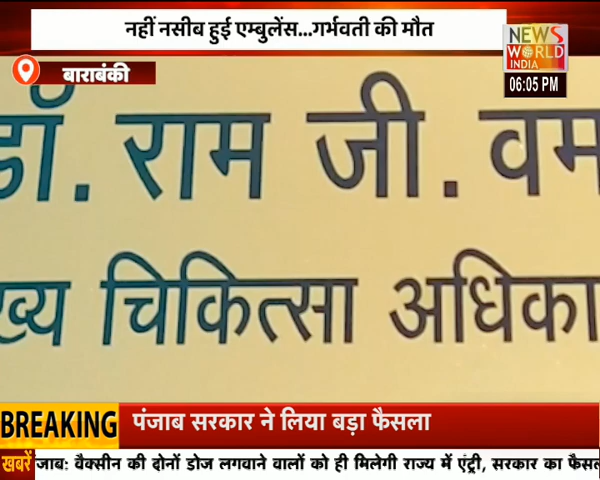 नहीं नसीब हुई एम्बुलेंस...गर्भवती की मौत
NEWS
WORLD
INDIA
06:05 PM
बाराबंकी
डॉ. राम जी. वम
ख्य चिकित्सा अधिका
BREAKING
पंजाब सरकार ने लिया बड़ा फैसला
खबरें
जाब: वैक्सीन की दोनों डोज लगवाने वालों को ही मिलेगी राज्य में एंट्री, सरकार का फैसल